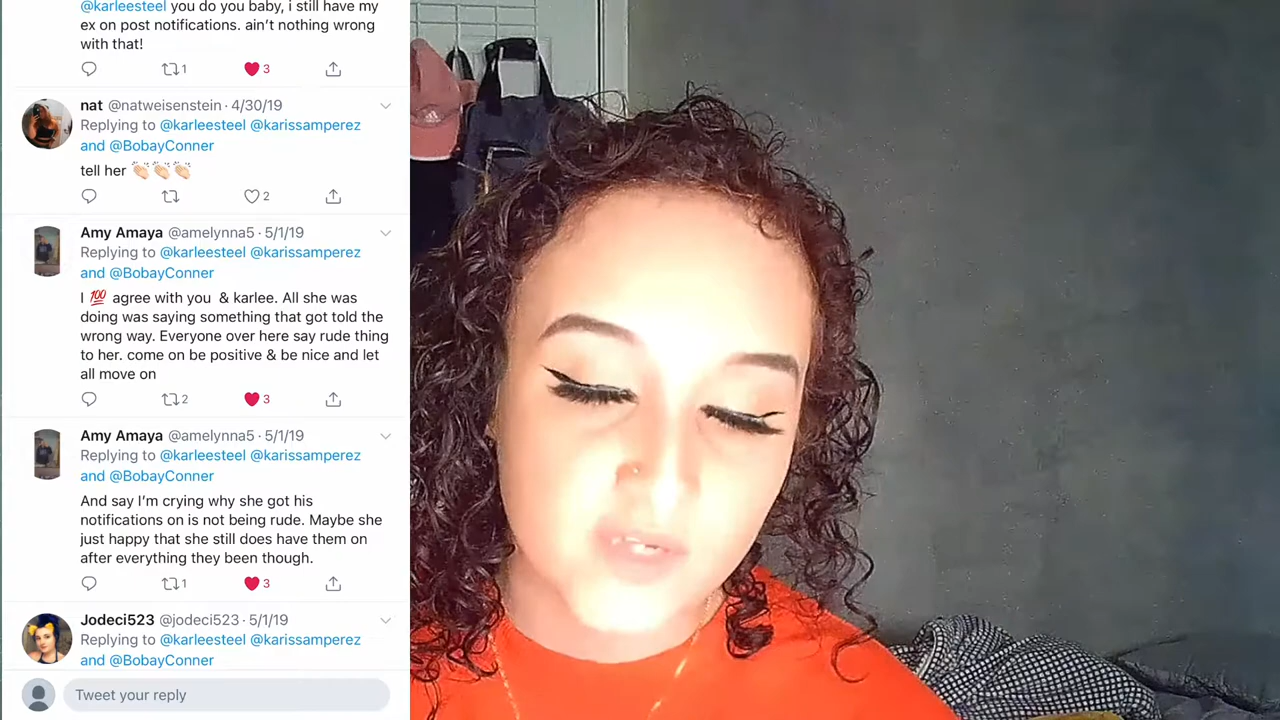 @karleesteel you do you baby, i still have my
ex on post notifications. ain't nothing wrong
with that!
1 3
nat @natweisenstein · 4/30/19
Replying to @karleesteel @karissamperez
and @BobayConner
tell her 👏🏻👏🏻👏🏻
2
Amy Amaya @amelynna5 · 5/1/19
Replying to @karleesteel @karissamperez
and @BobayConner
I 💯 agree with you & karlee. All she was
doing was saying something that got told the
wrong way. Everyone over here say rude thing
to her. come on be positive & be nice and let
all move on
2 3
Amy Amaya @amelynna5 · 5/1/19
Replying to @karleesteel @karissamperez
and @BobayConner
And say I'm crying why she got his
notifications on is not being rude. Maybe she
just happy that she still does have them on
after everything they been though.
1 3
Jodeci523 @jodeci523 · 5/1/19
Replying to @karleesteel @karissamperez
and @BobayConner
Tweet your reply